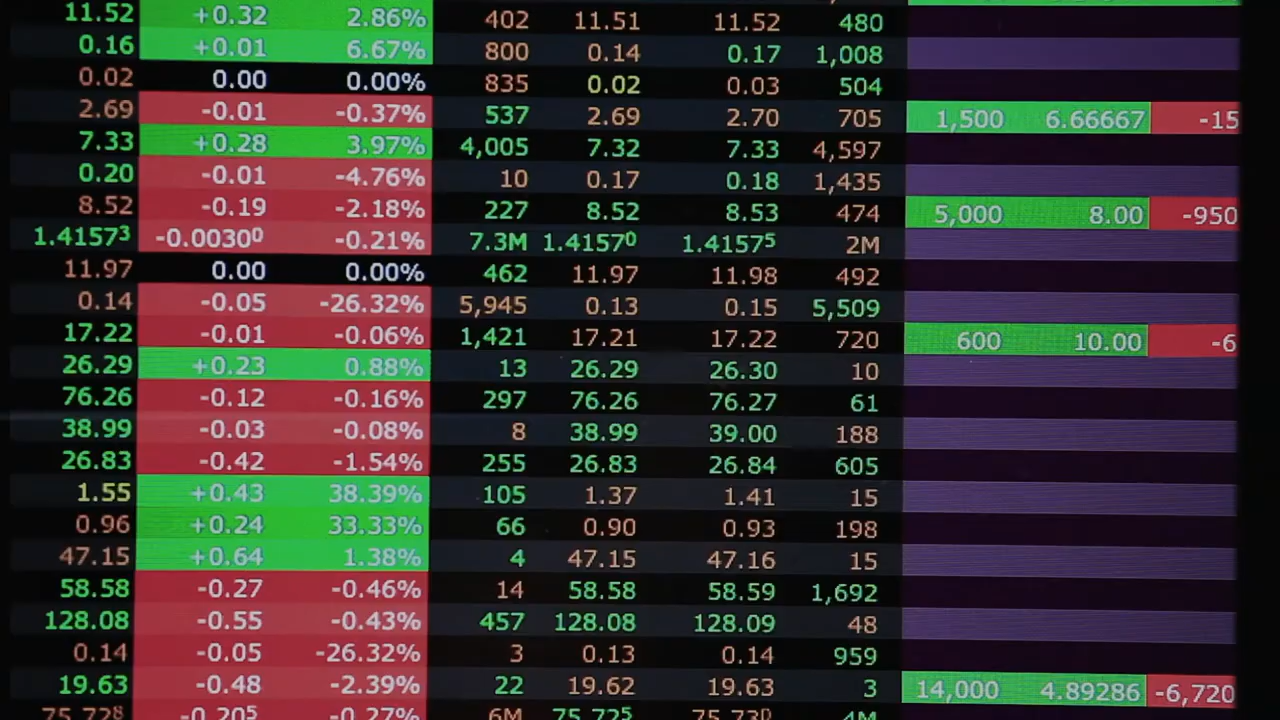 11.52 +0.32 2.86% 402 11.51 11.52 480
0.16 +0.01 6.67% 800 0.14 0.17 1,008
0.02 0.00 0.00% 835 0.02 0.03 504
2.69 -0.01 -0.37% 537 2.69 2.70 705 1,500 6.66667 -15
7.33 +0.28 3.97% 4,005 7.32 7.33 4,597
0.20 -0.01 -4.76% 10 0.17 0.18 1,435
8.52 -0.19 -2.18% 227 8.52 8.53 474 5,000 8.00 -950
1.4157³ -0.0030⁰ -0.21% 7.3M 1.4157⁰ 1.4157⁵ 2M
11.97 0.00 0.00% 462 11.97 11.98 492
0.14 -0.05 -26.32% 5,945 0.13 0.15 5,509
17.22 -0.01 -0.06% 1,421 17.21 17.22 720 600 10.00 -6
26.29 +0.23 0.88% 13 26.29 26.30 10
76.26 -0.12 -0.16% 297 76.26 76.27 61
38.99 -0.03 -0.08% 8 38.99 39.00 188
26.83 -0.42 -1.54% 255 26.83 26.84 605
1.55 +0.43 38.39% 105 1.37 1.41 15
0.96 +0.24 33.33% 66 0.90 0.93 198
47.15 +0.64 1.38% 4 47.15 47.16 15
58.58 -0.27 -0.46% 14 58.58 58.59 1,692
128.08 -0.55 -0.43% 457 128.08 128.09 48
0.14 -0.05 -26.32% 3 0.13 0.14 959
19.63 -0.48 -2.39% 22 19.62 19.63 3 14,000 4.89286 -6,720
75.72⁸ -0.20⁵ -0.27% 6M 75.72⁵ 75.73⁰ 4M